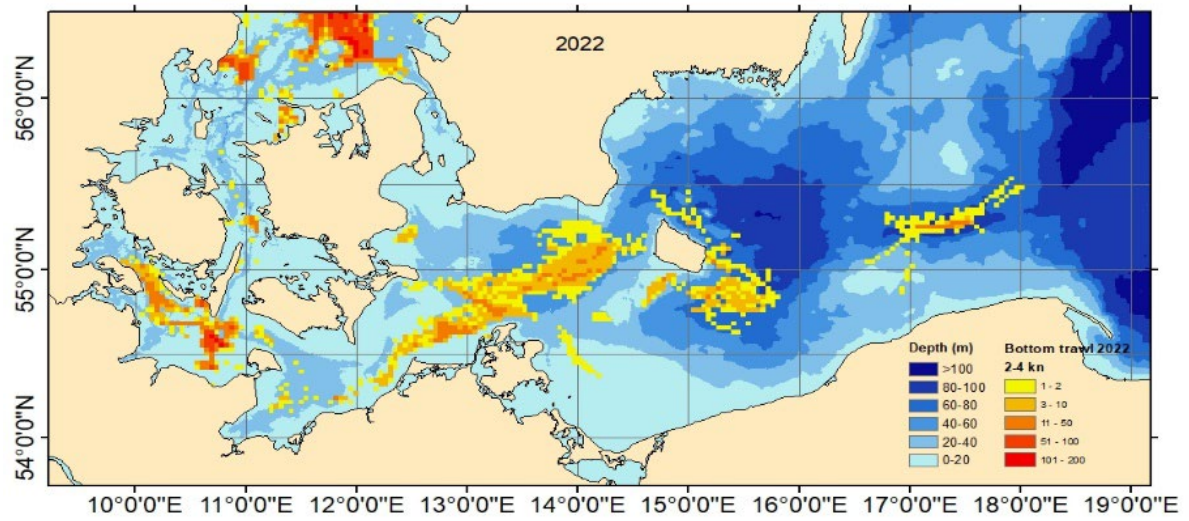 2022
56°0'0"N
55°0'0"N
54°0'0"N
Depth (m)
>100
80-100
60-80
40-60
20-40
0-20
Bottom trawl 2022
2-4 kn
1 - 2
3 - 10
11 - 50
51 - 100
101 - 200
10°0'0"E 11°0'0"E 12°0'0"E 13°0'0"E 14°0'0"E 15°0'0"E 16°0'0"E 17°0'0"E 18°0'0"E 19°0'0"E